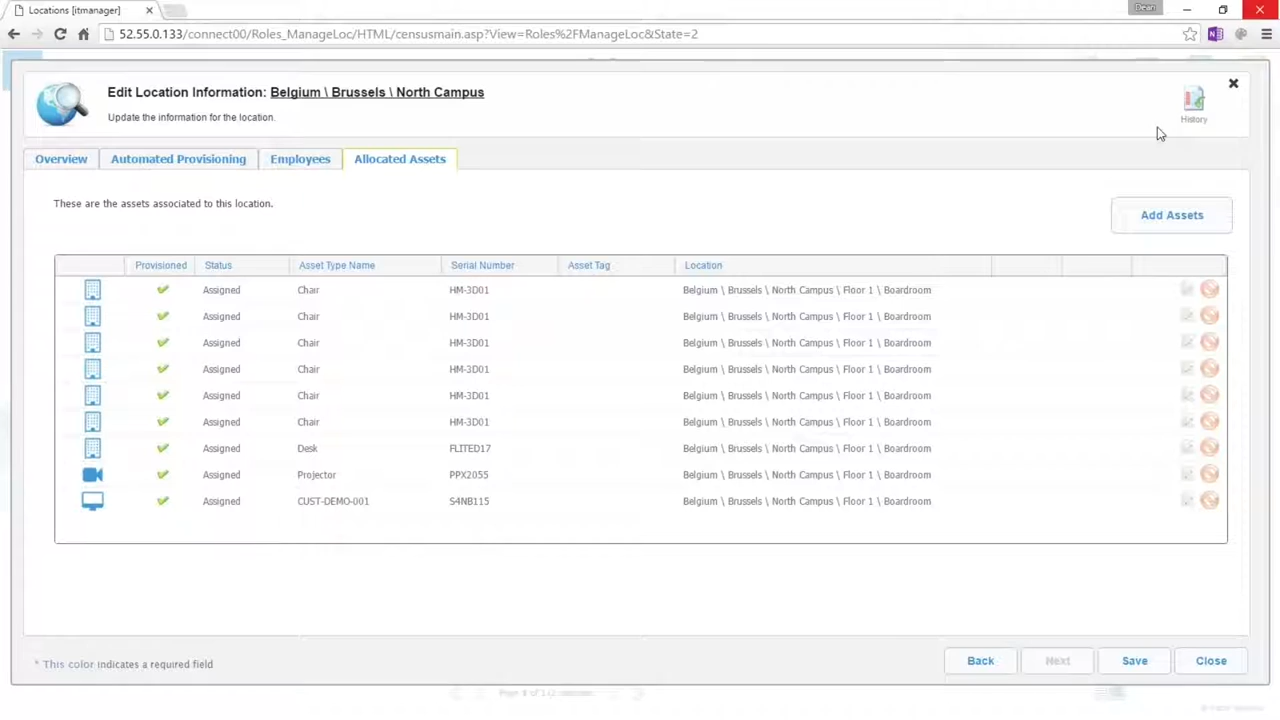 Locations [itmanager]
Dean
52.55.0.133/connect00/Roles_ManageLoc/HTML/censusmain.asp?View=Roles%2FManageLoc&State=2
Edit Location Information: Belgium \ Brussels \ North Campus
Update the information for the location.
History
Overview Automated Provisioning Employees Allocated Assets
These are the assets associated to this location.
Add Assets
Provisioned Status Asset Type Name Serial Number Asset Tag Location
Assigned Chair HM-3D01 Belgium \ Brussels \ North Campus \ Floor 1 \ Boardroom
Assigned Chair HM-3D01 Belgium \ Brussels \ North Campus \ Floor 1 \ Boardroom
Assigned Chair HM-3D01 Belgium \ Brussels \ North Campus \ Floor 1 \ Boardroom
Assigned Chair HM-3D01 Belgium \ Brussels \ North Campus \ Floor 1 \ Boardroom
Assigned Chair HM-3D01 Belgium \ Brussels \ North Campus \ Floor 1 \ Boardroom
Assigned Chair HM-3D01 Belgium \ Brussels \ North Campus \ Floor 1 \ Boardroom
Assigned Desk FLITED17 Belgium \ Brussels \ North Campus \ Floor 1 \ Boardroom
Assigned Projector PPX2055 Belgium \ Brussels \ North Campus \ Floor 1 \ Boardroom
Assigned CUST-DEMO-001 S4NB115 Belgium \ Brussels \ North Campus \ Floor 1 \ Boardroom
* This color indicates a required field
Back Next Save Close